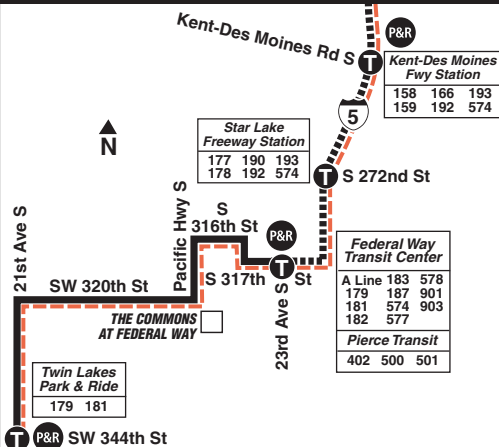 Kent-Des Moines Rd S
P&R
T
Kent-Des Moines
Fwy Station
158 166 193
159 192 574
5
Star Lake
Freeway Station
177 190 193
178 192 574
N
T
S 272nd St
21st Ave S
Pacific Hwy S
S
316th St
P&R
S 317th
T
St
23rd Ave S
SW 320th St
THE COMMONS
AT FEDERAL WAY
Federal Way
Transit Center
A Line 183 578
179 187 901
181 574 903
182 577
Pierce Transit
402 500 501
Twin Lakes
Park & Ride
179 181
T
P&R
SW 344th St